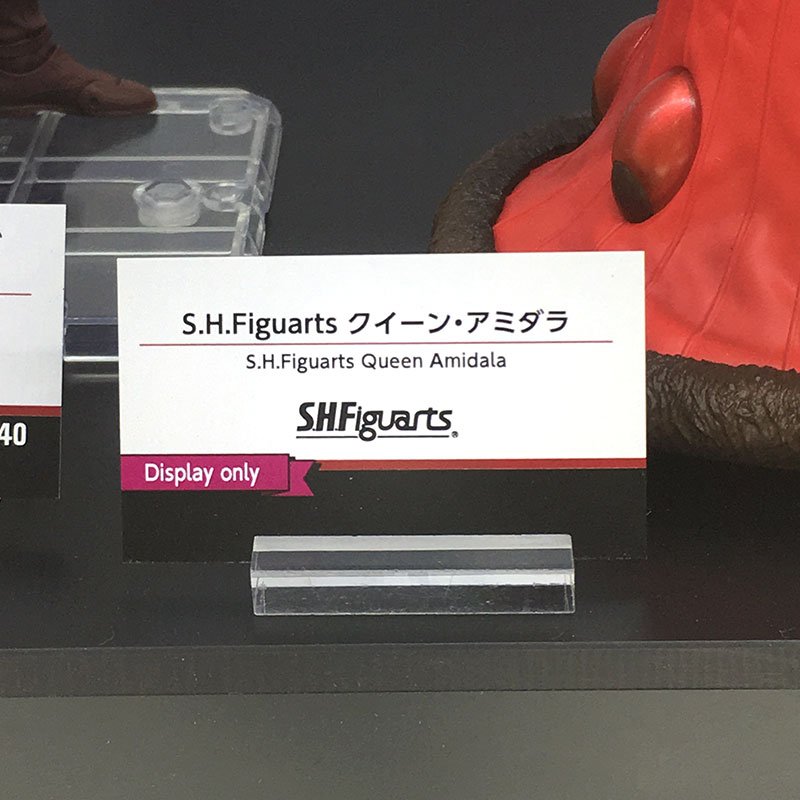 S.H.Figuarts クイーン・アミダラ
S.H.Figuarts Queen Amidala
S.H.Figuarts®
Display only
40